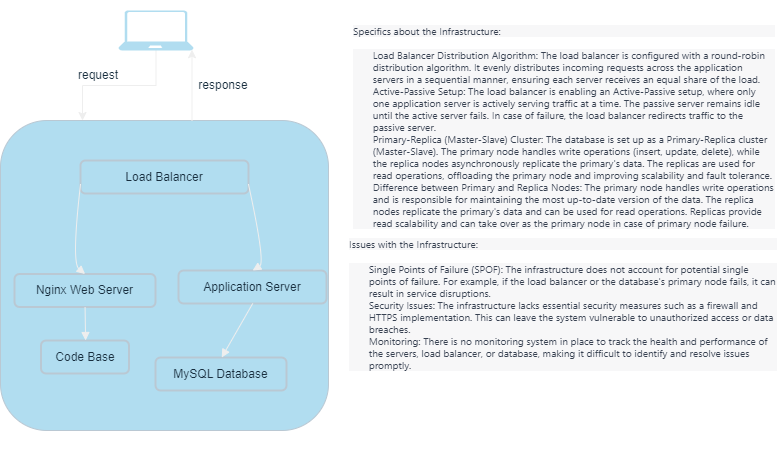 request
response
Load Balancer
Nginx Web Server
Application Server
Code Base
MySQL Database
Specifics about the Infrastructure:
Load Balancer Distribution Algorithm: The load balancer is configured with a round-robin
distribution algorithm. It evenly distributes incoming requests across the application
servers in a sequential manner, ensuring each server receives an equal share of the load.
Active-Passive Setup: The load balancer is enabling an Active-Passive setup, where only
one application server is actively serving traffic at a time. The passive server remains idle
until the active server fails. In case of failure, the load balancer redirects traffic to the
passive server.
Primary-Replica (Master-Slave) Cluster: The database is set up as a Primary-Replica cluster
(Master-Slave). The primary node handles write operations (insert, update, delete), while
the replica nodes asynchronously replicate the primary's data. The replicas are used for
read operations, offloading the primary node and improving scalability and fault tolerance.
Difference between Primary and Replica Nodes: The primary node handles write operations
and is responsible for maintaining the most up-to-date version of the data. The replica
nodes replicate the primary's data and can be used for read operations. Replicas provide
read scalability and can take over as the primary node in case of primary node failure.
Issues with the Infrastructure:
Single Points of Failure (SPOF): The infrastructure does not account for potential single
points of failure. For example, if the load balancer or the database's primary node fails, it can
result in service disruptions.
Security Issues: The infrastructure lacks essential security measures such as a firewall and
HTTPS implementation. This can leave the system vulnerable to unauthorized access or data
breaches.
Monitoring: There is no monitoring system in place to track the health and performance of
the servers, load balancer, or database, making it difficult to identify and resolve issues
promptly.